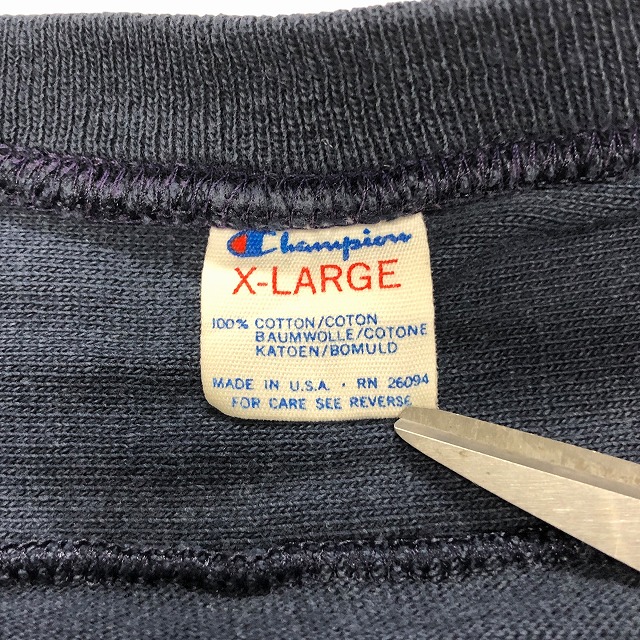 Champion
X-LARGE
100% COTTON/COTON
BAUMWOLLE/COTONE
KATOEN/BOMULD
MADE IN U.S.A. · RN 26094
FOR CARE SEE REVERSE